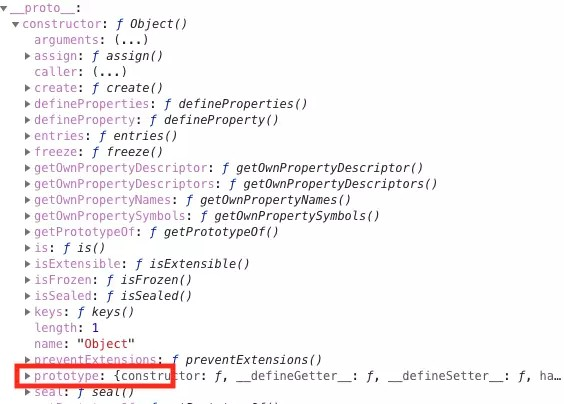 ▼__proto__:
▼constructor: ƒ Object()
arguments: (...)
▶assign: ƒ assign()
caller: (...)
▶create: ƒ create()
▶defineProperties: ƒ defineProperties()
▶defineProperty: ƒ defineProperty()
▶entries: ƒ entries()
▶freeze: ƒ freeze()
▶getOwnPropertyDescriptor: ƒ getOwnPropertyDescriptor()
▶getOwnPropertyDescriptors: ƒ getOwnPropertyDescriptors()
▶getOwnPropertyNames: ƒ getOwnPropertyNames()
▶getOwnPropertySymbols: ƒ getOwnPropertySymbols()
▶getPrototypeOf: ƒ getPrototypeOf()
▶is: ƒ is()
▶isExtensible: ƒ isExtensible()
▶isFrozen: ƒ isFrozen()
▶isSealed: ƒ isSealed()
▶keys: ƒ keys()
length: 1
name: "Object"
▶preventExtensions: ƒ preventExtensions()
▶prototype: {constructor: ƒ, __defineGetter__: ƒ, __defineSetter__: ƒ, ha
▶seal: ƒ seal()